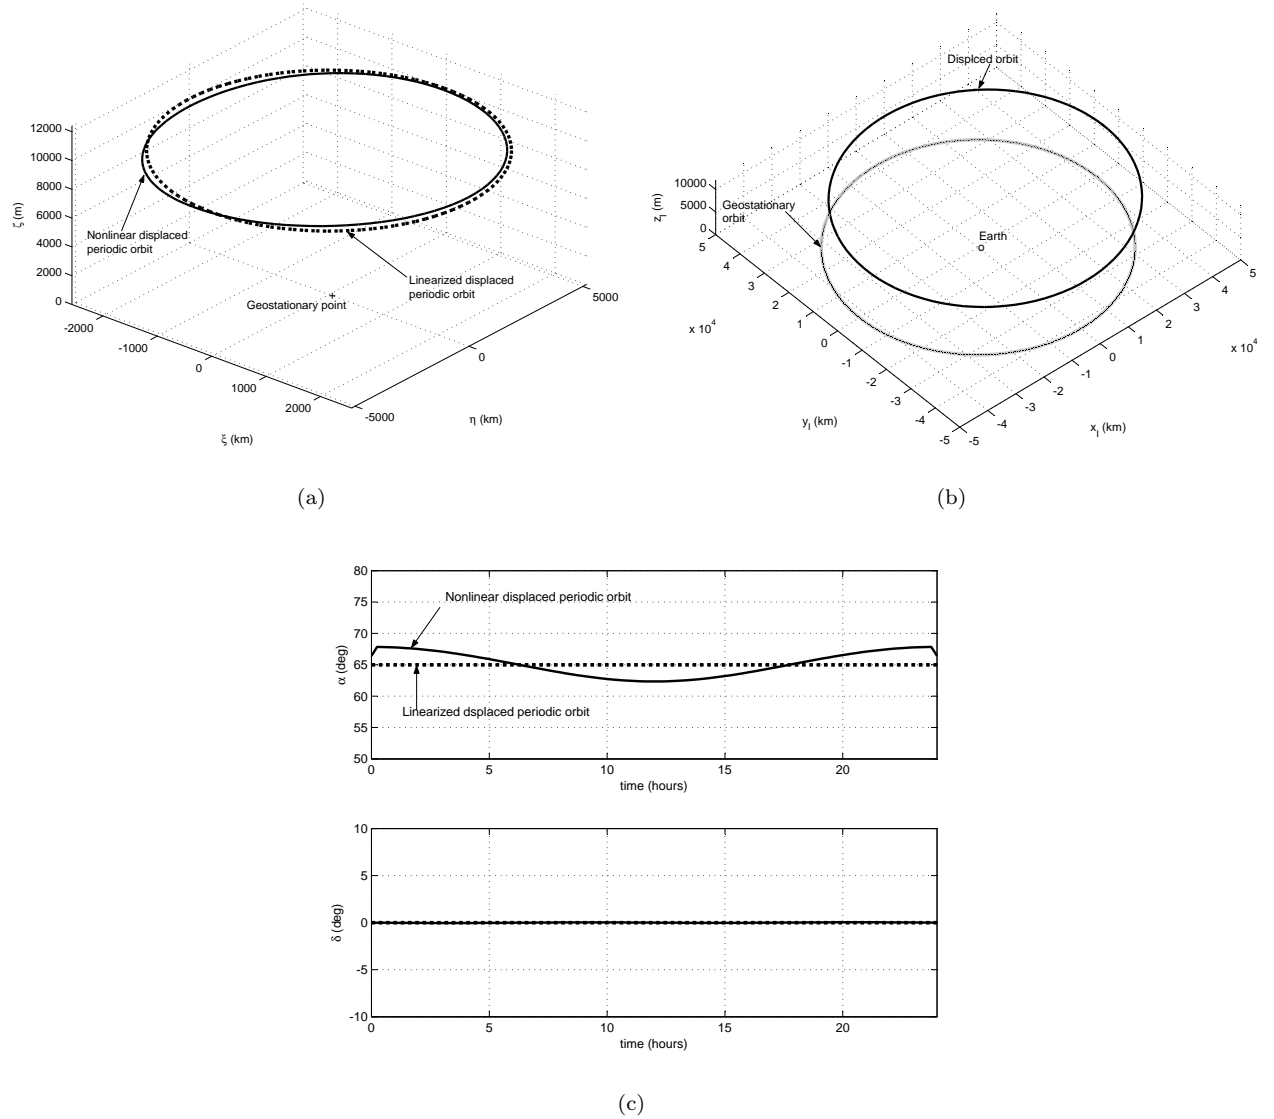 12000
10000
8000
6000
4000
2000
0
ζ (m)
Nonlinear displaced
periodic orbit
Linearized displaced
periodic orbit
Geostationary point
-2000
-1000
0
1000
2000
ξ (km)
-5000
0
5000
η (km)
(a)
Displced orbit
Geostationary
orbit
Earth
10000
5000
0
z_I (m)
5
4
3
2
1
0
-1
-2
-3
-4
-5
x 10^4
y_I (km)
-5
-4
-3
-2
-1
0
1
2
3
4
5
x 10^4
x_I (km)
(b)
80
75
70
65
60
55
50
α (deg)
Nonlinear displaced periodic orbit
Linearized dsplaced periodic orbit
0
5
10
15
20
time (hours)
10
5
0
-5
-10
δ (deg)
0
5
10
15
20
time (hours)
(c)